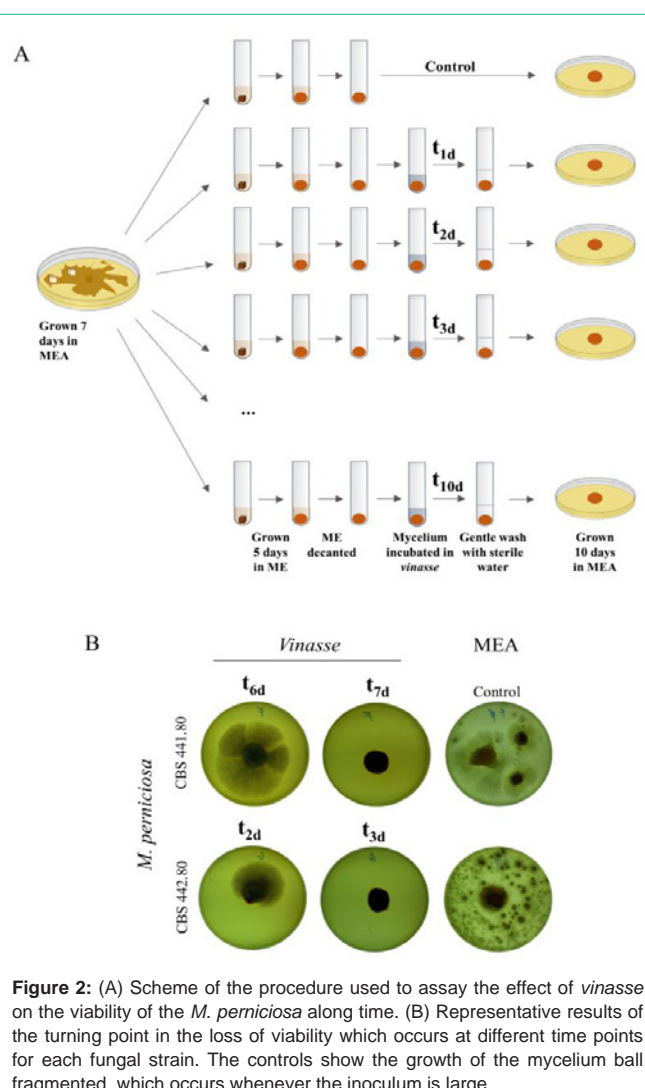 A
Control
t1d
t2d
Grown 7
days in
MEA
t3d
...
t10d
Grown
5 days
in ME
ME
decanted
Mycelium
incubated in
vinasse
Gentle wash
with sterile
water
Grown
10 days
in MEA
B
Vinasse
MEA
M. perniciosa
CBS 441.80
t6d
t7d
Control
CBS 442.80
t2d
t3d
Figure 2: (A) Scheme of the procedure used to assay the effect of vinasse
on the viability of the M. perniciosa along time. (B) Representative results of
the turning point in the loss of viability which occurs at different time points
for each fungal strain. The controls show the growth of the mycelium ball
fragmented, which occurs whenever the inoculum is large.